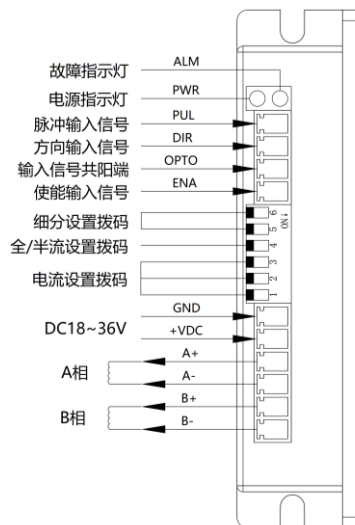 故障指示灯 ALM
电源指示灯 PWR
脉冲输入信号 PUL
方向输入信号 DIR
输入信号共阳端 OPTO
使能输入信号 ENA
细分设置拨码 6
ON↓
5
全/半流设置拨码 4
3
电流设置拨码 2
1
GND
DC18~36V +VDC
A+
A相 A-
B+
B相 B-